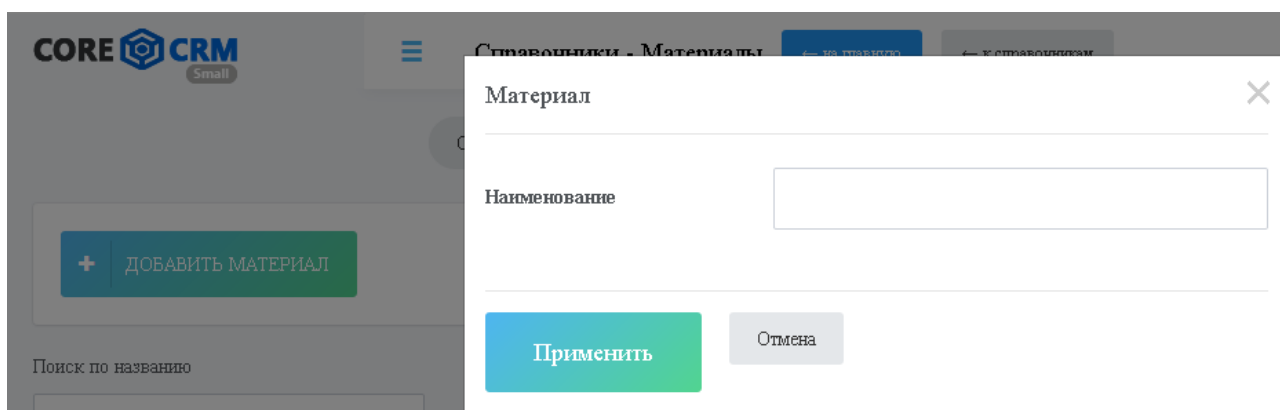 CORE CRM
Small
Справочники - Материалы
← на главную
← к справочникам
Материал
Наименование
ДОБАВИТЬ МАТЕРИАЛ
Поиск по названию
Применить
Отмена